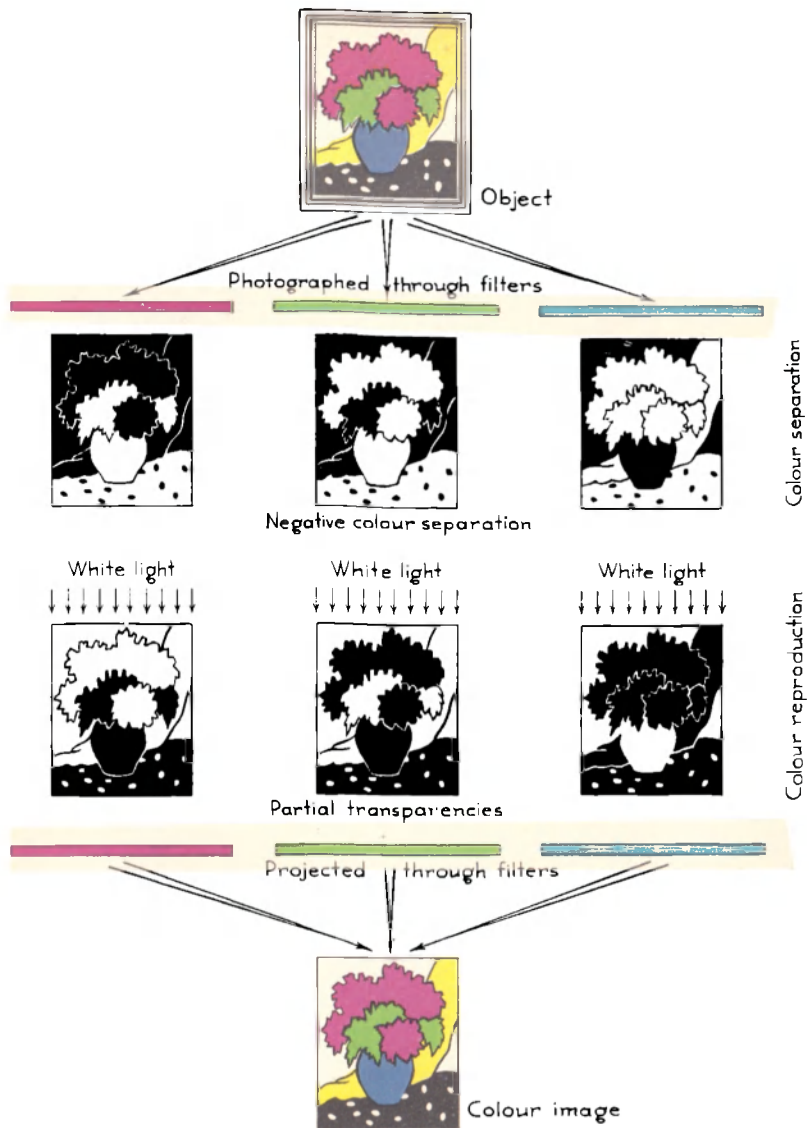 Object
Photographed through filters
Colour separation
Negative colour separation
White light
White light
White light
Colour reproduction
Partial transparencies
Projected through filters
Colour image